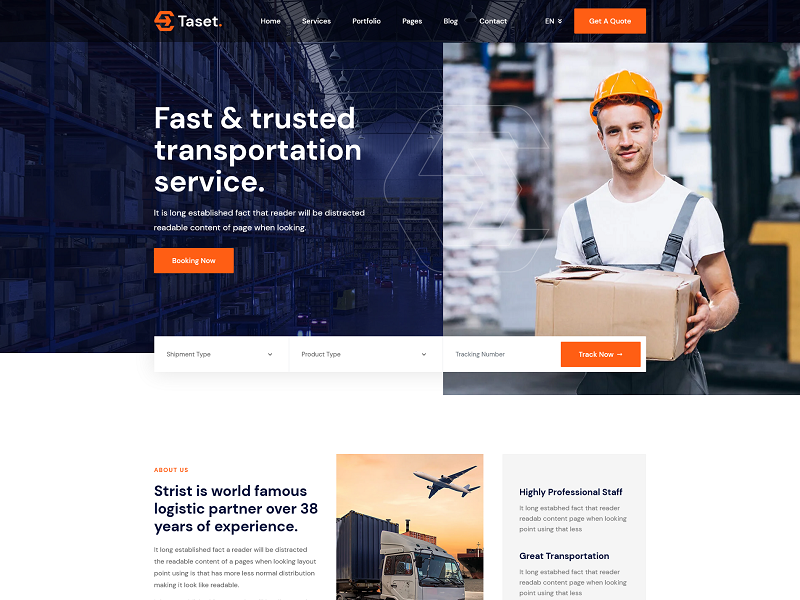 Taset.
Home
Services
Portfolio
Pages
Blog
Contact
EN
Get A Quote
Fast & trusted
transportation
service.
It is long established fact that reader will be distracted
readable content of page when looking.
Booking Now
Shipment Type
Product Type
Tracking Number
Track Now →
ABOUT US
Strist is world famous
logistic partner over 38
years of experience.
It long established fact a reader will be distracted
the readable content of a pages when looking layout
point using is that has more less normal distribution
making it look like readable.
Highly Professional Staff
It long estabhed fact that reader
readab content page when looking
point using that less
Great Transportation
It long estabhed fact that reader
readab content page when looking
point using that less